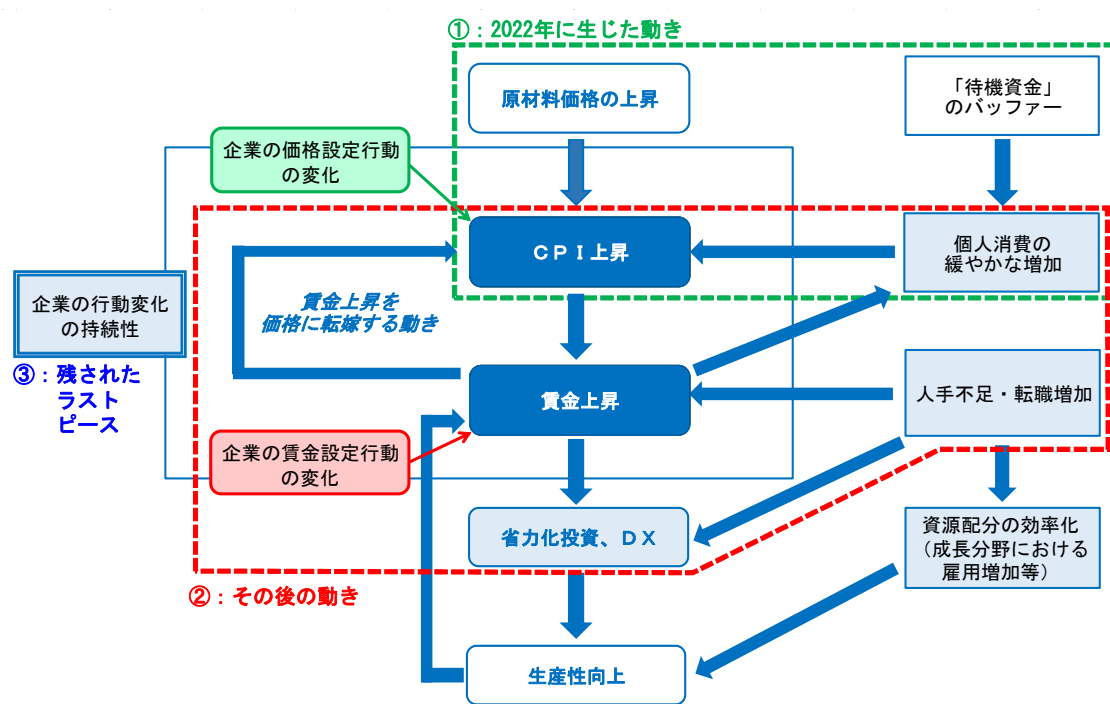 ①：2022年に生じた動き
原材料価格の上昇
「待機資金」
のバッファー
企業の価格設定行動
の変化
ＣＰＩ上昇
個人消費の
緩やかな増加
賃金上昇を
価格に転嫁する動き
企業の行動変化
の持続性
③：残された
ラスト
ピース
賃金上昇
人手不足・転職増加
企業の賃金設定行動
の変化
省力化投資、ＤＸ
資源配分の効率化
（成長分野における
雇用増加等）
②：その後の動き
生産性向上